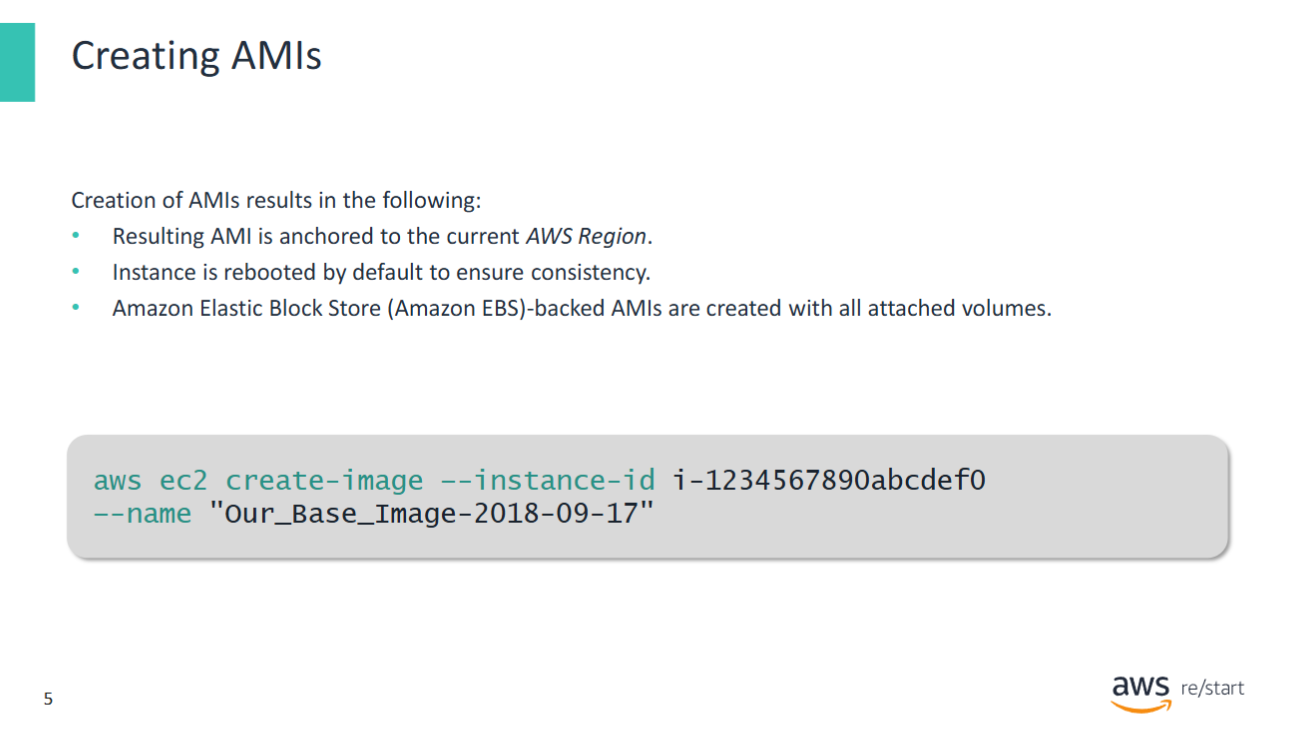 Creating AMIs
Creation of AMIs results in the following:
• Resulting AMI is anchored to the current AWS Region.
• Instance is rebooted by default to ensure consistency.
• Amazon Elastic Block Store (Amazon EBS)-backed AMIs are created with all attached volumes.
aws ec2 create-image --instance-id i-1234567890abcdef0
--name "Our_Base_Image-2018-09-17"
5
aws re/start